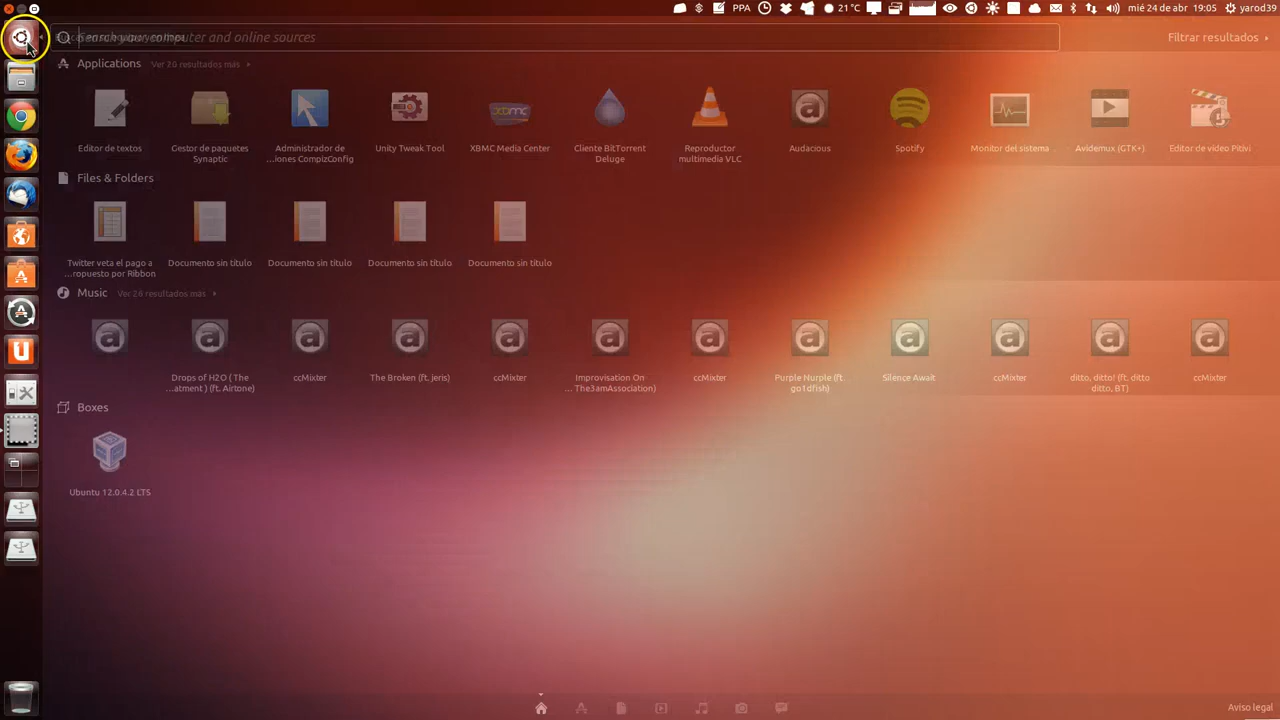 PPA
21°C
mié 24 de abr
19:05
yarod39
Search your computer and online sources
Filtrar resultados
Applications
Ver 20 resultados más
Editor de textos
Gestor de paquetes
Synaptic
Administrador de
...iones CompizConfig
Unity Tweak Tool
XBMC Media Center
Cliente BitTorrent
Deluge
Reproductor
multimedia VLC
Audacious
Spotify
Monitor del sistema ...
Avidemux (GTK+)
Editor de vídeo Pitivi
Files & Folders
Twitter veta el pago a
...ropuesto por Ribbon
Documento sin título
Documento sin título
Documento sin título
Documento sin título
Music
Ver 26 resultados más
Drops of H2O ( The
...atment ) (ft. Airtone)
ccMixter
The Broken (ft. jeris)
ccMixter
Improvisation On
... The3amAssociation)
ccMixter
Purple Nurple (ft.
go1dfish)
Silence Await
ccMixter
ditto, ditto! (ft. ditto
ditto, BT)
ccMixter
Boxes
Ubuntu 12.0.4.2 LTS
Aviso legal